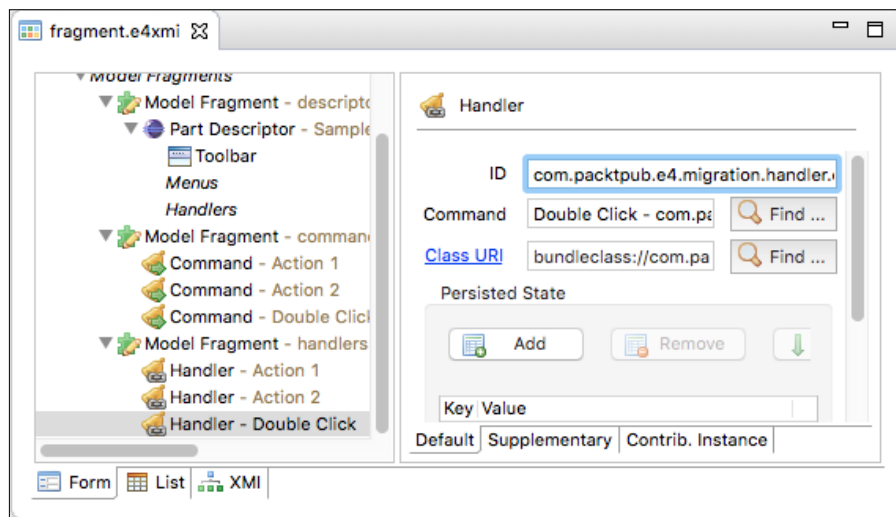 fragment.e4xmi
Model Fragments
Model Fragment - descripto
Part Descriptor - Sample
Toolbar
Menus
Handlers
Model Fragment - comman
Command - Action 1
Command - Action 2
Command - Double Click
Model Fragment - handlers
Handler - Action 1
Handler - Action 2
Handler - Double Click
Form List XMI
Handler
ID com.packtpub.e4.migration.handler.
Command Double Click - com.pa Find ...
Class URI bundleclass://com.pa Find ...
Persisted State
Add Remove
Key Value
Default Supplementary Contrib. Instance